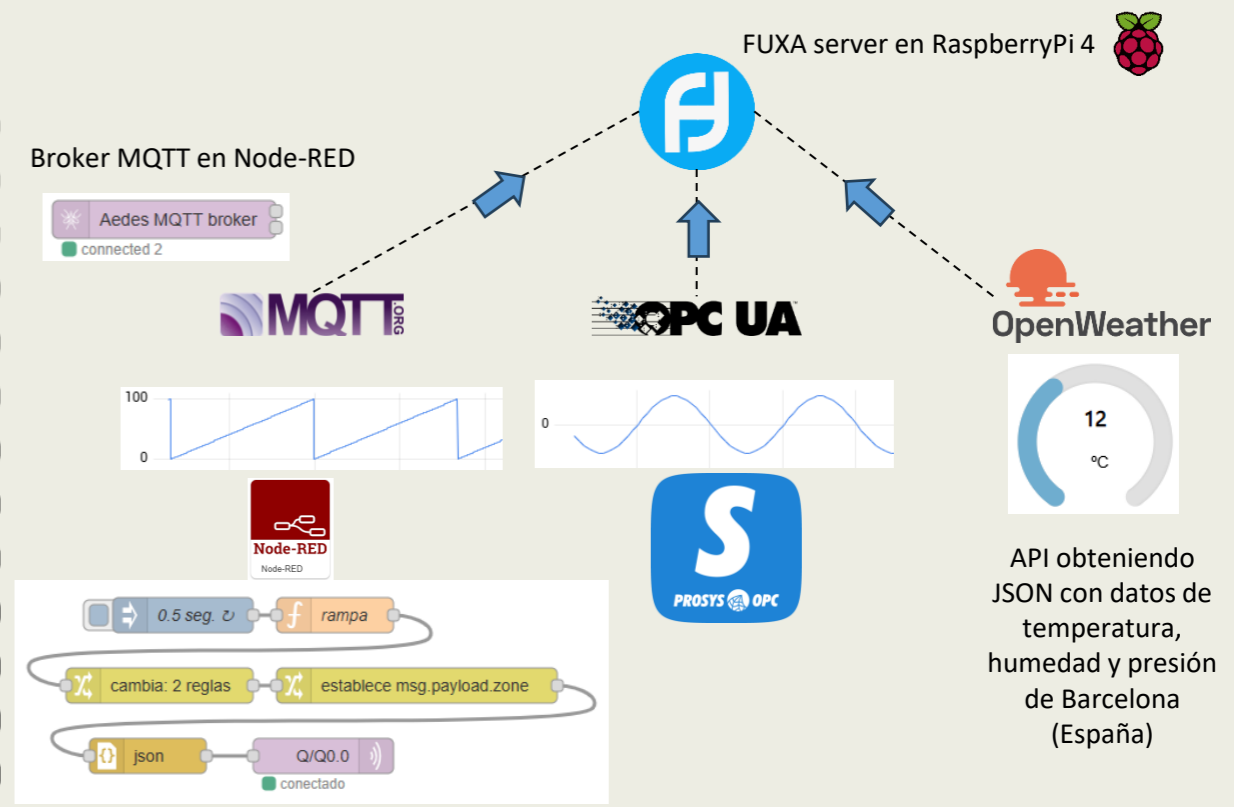 FUXA server en RaspberryPi 4
Broker MQTT en Node-RED
Aedes MQTT broker
connected 2
MQTT.ORG
OPC UA
OpenWeather
100
0
0
12
ºC
Node-RED
Node-RED
PROSYS OPC
API obteniendo
JSON con datos de
temperatura,
humedad y presión
de Barcelona
(España)
0.5 seg. ↻
f
rampa
cambia: 2 reglas
establece msg.payload.zone
{}
json
Q/Q0.0
conectado